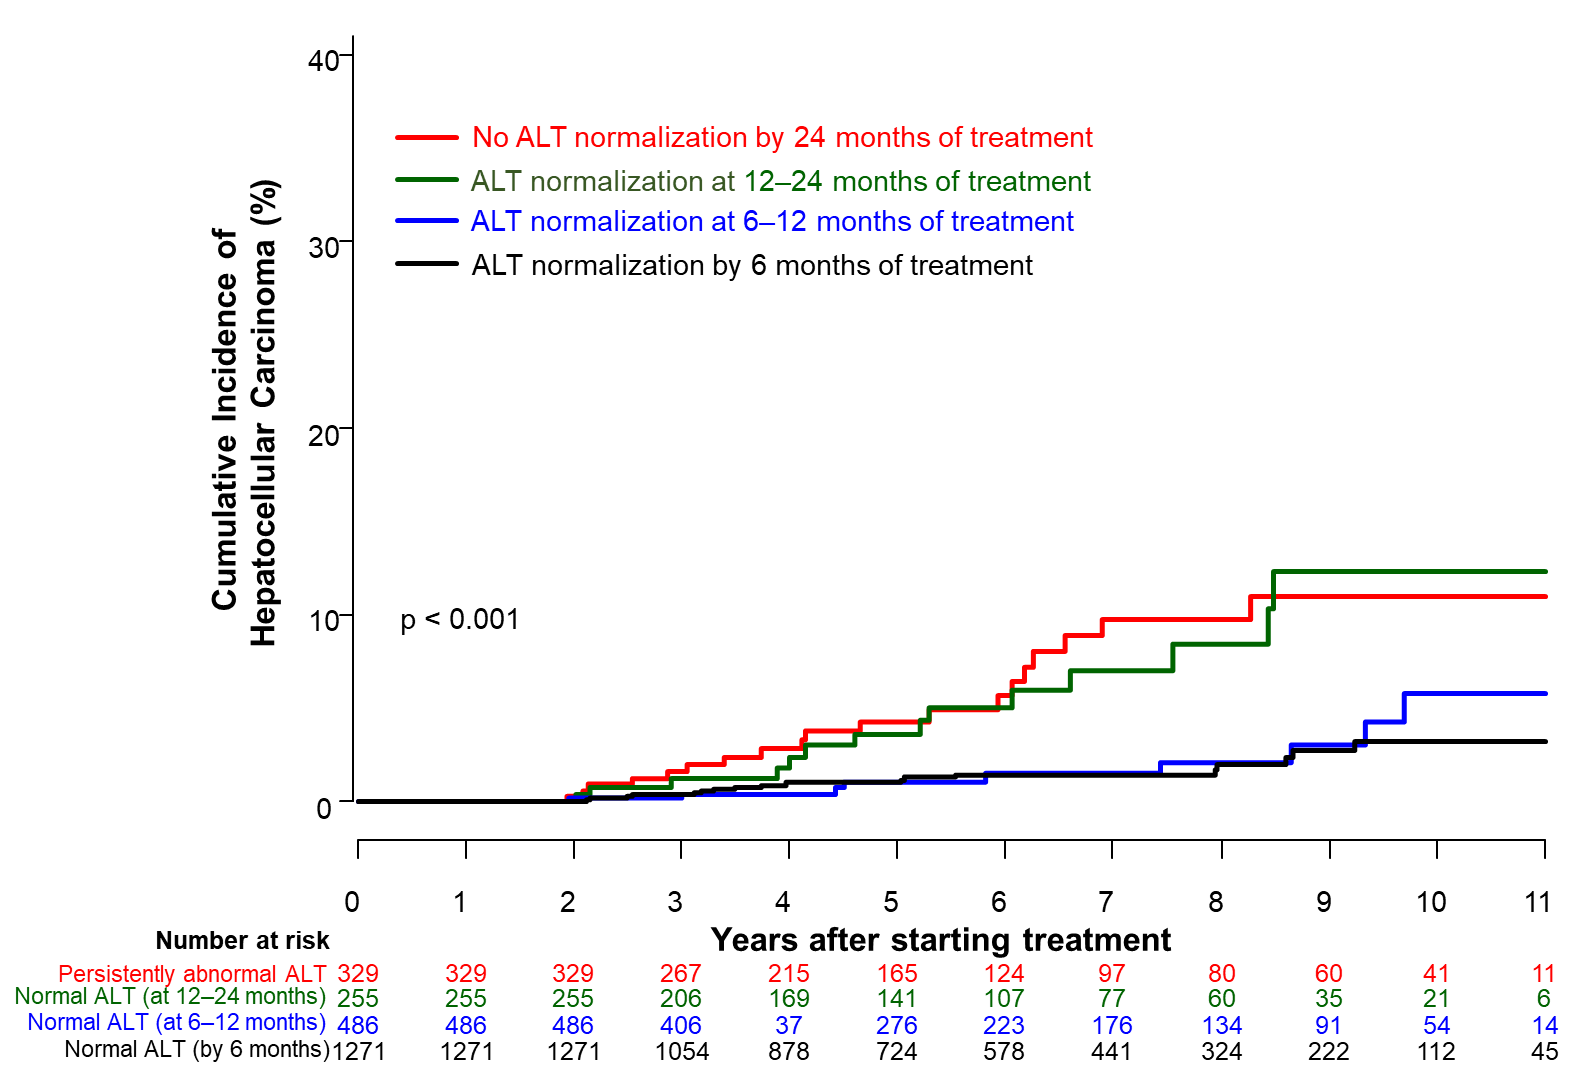 40
No ALT normalization by 24 months of treatment
ALT normalization at 12–24 months of treatment
ALT normalization at 6–12 months of treatment
ALT normalization by 6 months of treatment
30
20
10
0
Cumulative Incidence of
Hepatocellular Carcinoma (%)
p < 0.001
0 1 2 3 4 5 6 7 8 9 10 11
Years after starting treatment
Number at risk
Persistently abnormal ALT 329 329 329 267 215 165 124 97 80 60 41 11
Normal ALT (at 12–24 months) 255 255 255 206 169 141 107 77 60 35 21 6
Normal ALT (at 6–12 months) 486 486 486 406 37 276 223 176 134 91 54 14
Normal ALT (by 6 months) 1271 1271 1271 1054 878 724 578 441 324 222 112 45